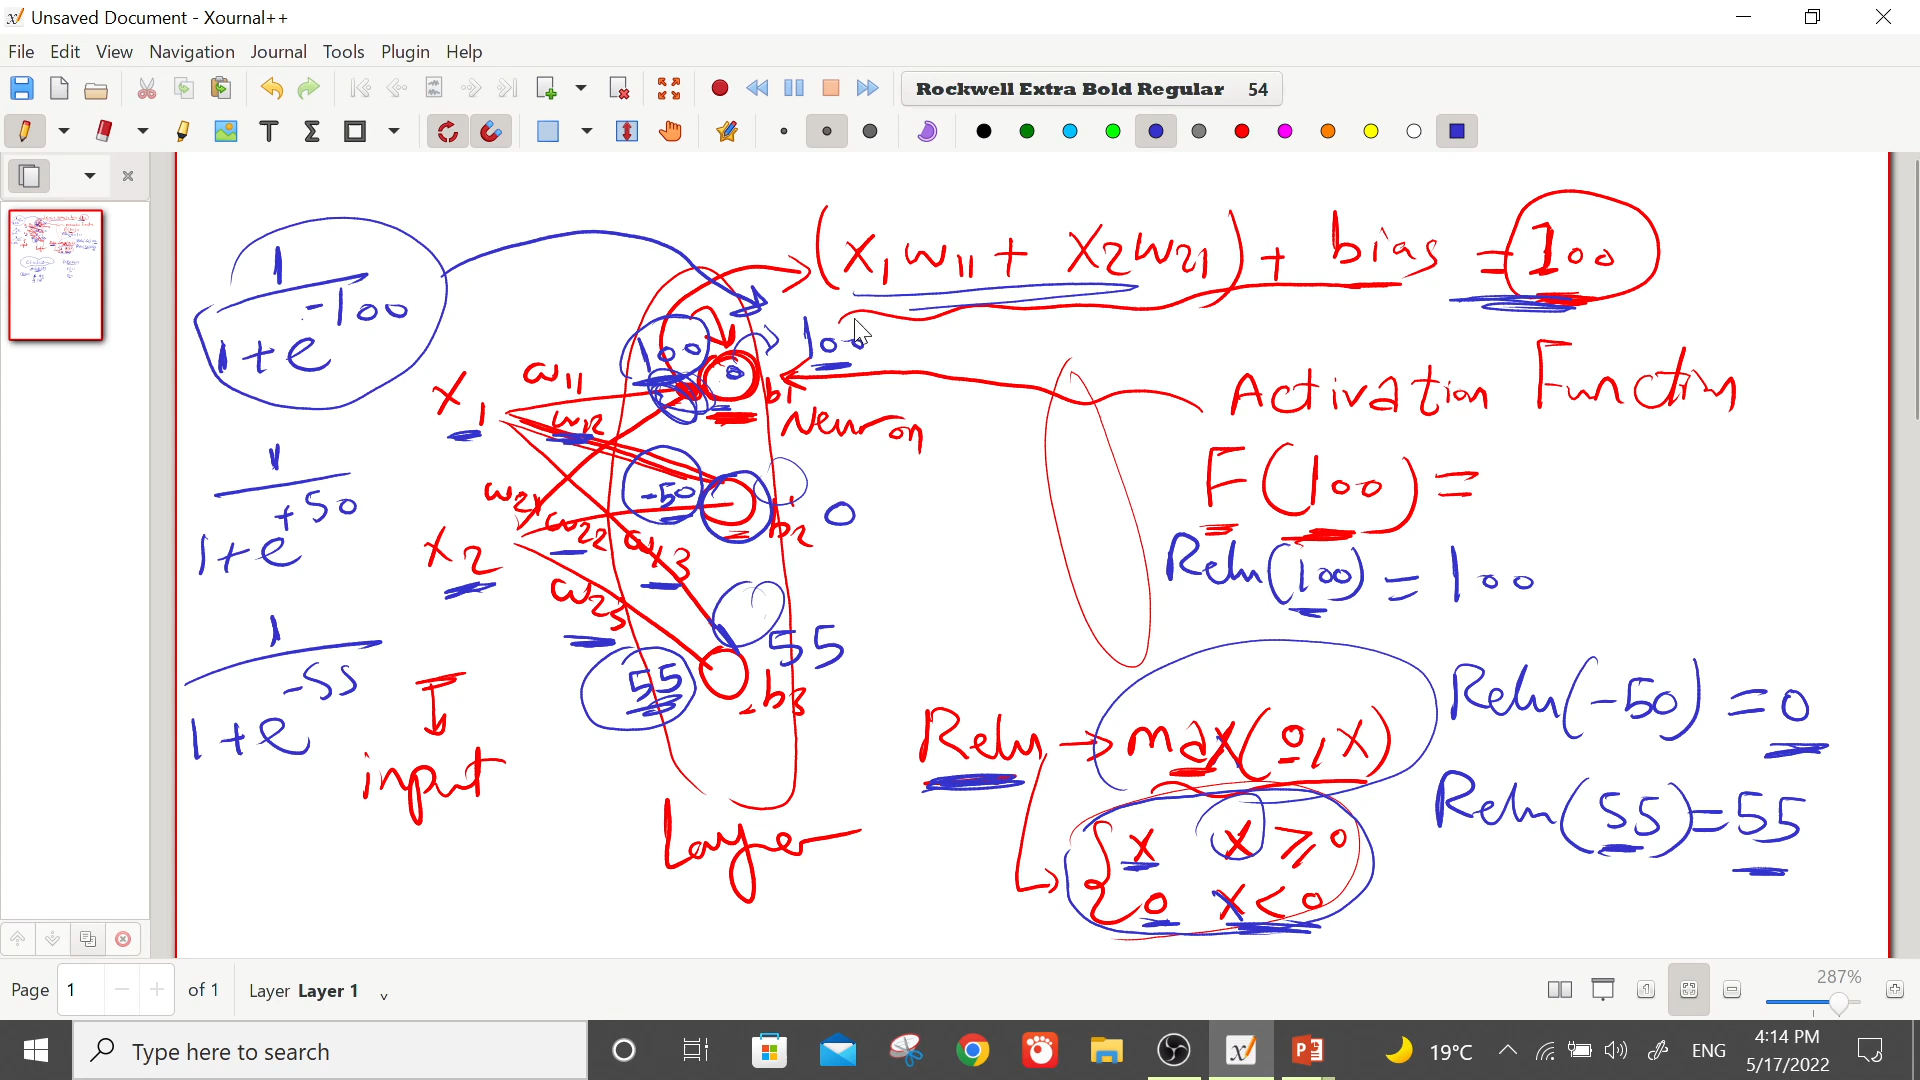 Unsaved Document - Xournal++
File Edit View Navigation Journal Tools Plugin Help
Rockwell Extra Bold Regular 54
(x1w11 + x2w21) + bias = 100
1
1+e^-100
100
0
100
x1
w11
w12
b1
Neuron
Activation Function
F(100) =
Relu(100) = 100
1
1+e^+50
w21
-50
b2
0
x2
w22
w13
w23
1
1+e^-55
55
55
b3
input
Layer
Relu → max(0,x)
x x ≥ 0
0 x < 0
Relu(-50) = 0
Relu(55) = 55
Page 1 of 1 Layer Layer 1
287%
Type here to search
19°C
ENG
4:14 PM
5/17/2022